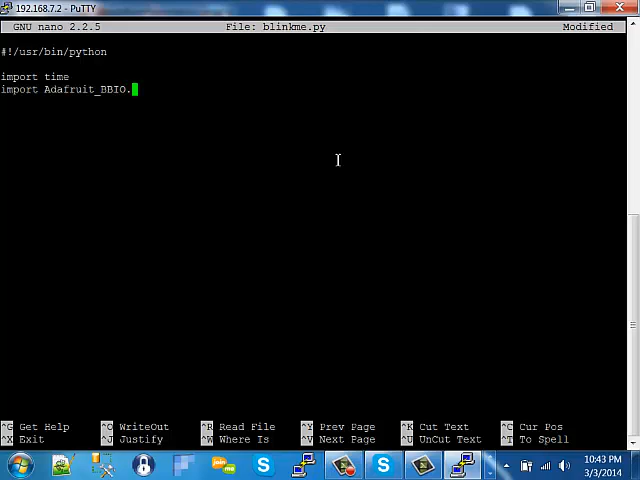 192.168.7.2 - PuTTY
GNU nano 2.2.5 File: blinkme.py Modified
#!/usr/bin/python
import time
import Adafruit_BBIO.
^G Get Help ^O WriteOut ^R Read File ^Y Prev Page ^K Cut Text ^C Cur Pos
^X Exit ^J Justify ^W Where Is ^V Next Page ^U UnCut Text ^T To Spell
join.me
10:43 PM
3/3/2014